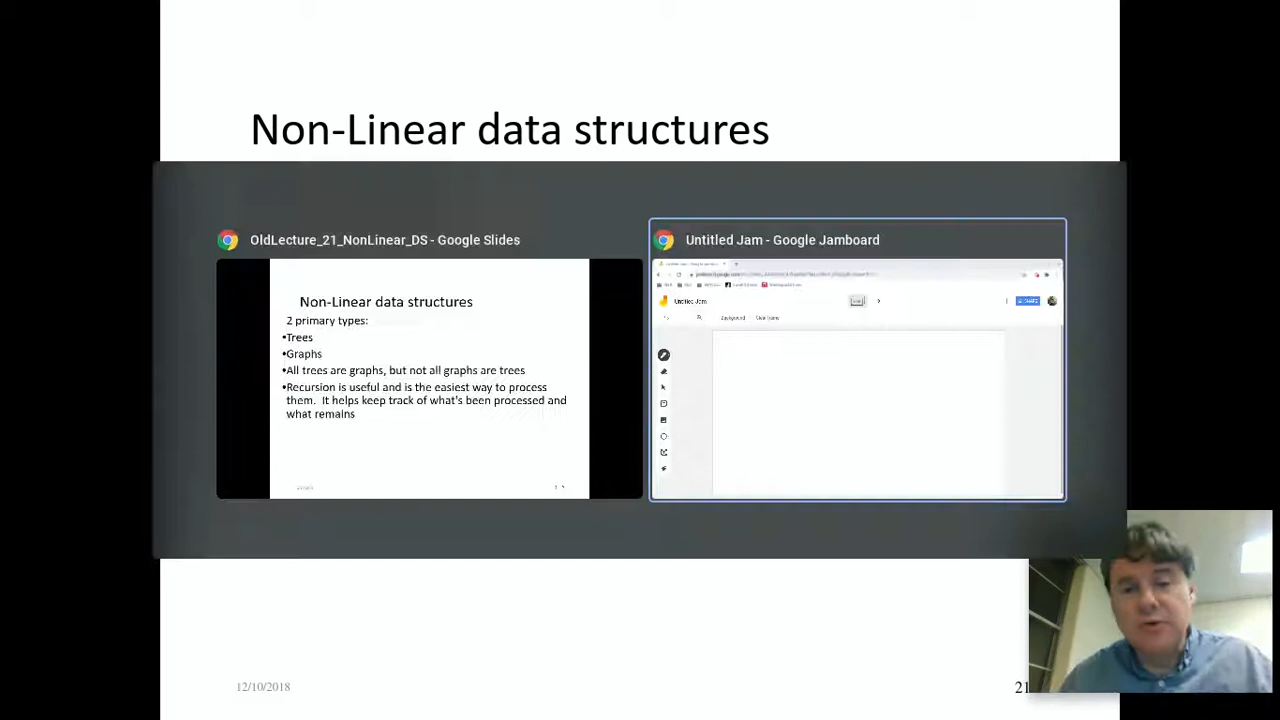 Non-Linear data structures
OldLecture_21_NonLinear_DS - Google Slides
Untitled Jam - Google Jamboard
Non-Linear data structures
2 primary types:
•Trees
•Graphs
•All trees are graphs, but not all graphs are trees
•Recursion is useful and is the easiest way to process
them. It helps keep track of what's been processed and
what remains
Untitled Jam
Background
12/10/2018
21